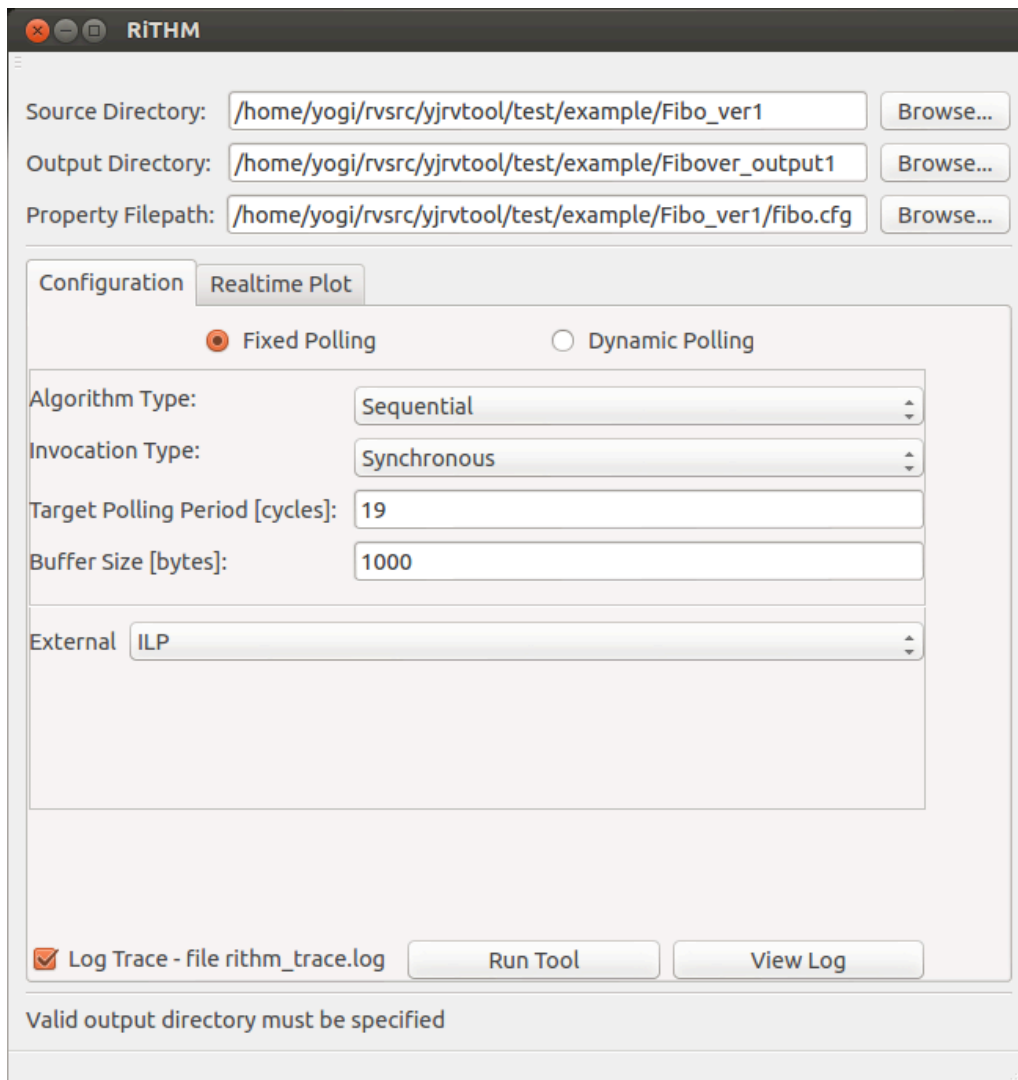 RiTHM
Source Directory: /home/yogi/rvsrc/yjrvtool/test/example/Fibo_ver1 Browse...
Output Directory: /home/yogi/rvsrc/yjrvtool/test/example/Fibover_output1 Browse...
Property Filepath: /home/yogi/rvsrc/yjrvtool/test/example/Fibo_ver1/fibo.cfg Browse...
Configuration Realtime Plot
Fixed Polling Dynamic Polling
Algorithm Type: Sequential
Invocation Type: Synchronous
Target Polling Period [cycles]: 19
Buffer Size [bytes]: 1000
External ILP
Log Trace - file rithm_trace.log Run Tool View Log
Valid output directory must be specified